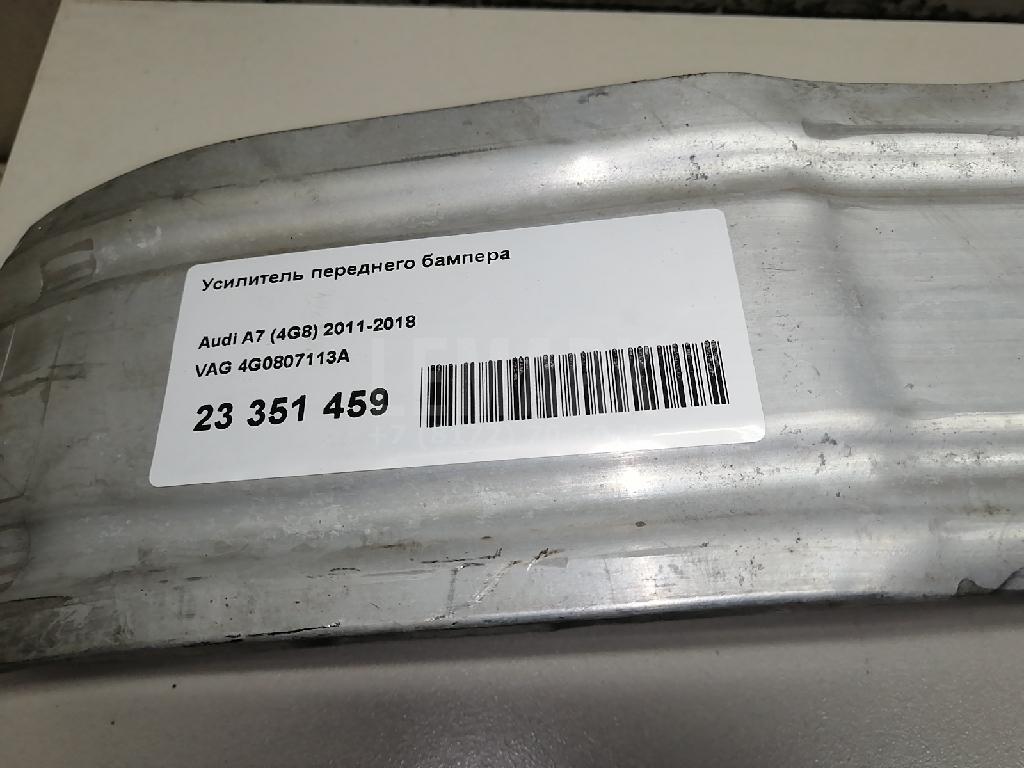 Усилитель переднего бампера
Audi A7 (4G8) 2011-2018
VAG 4G0807113A
23 351 459